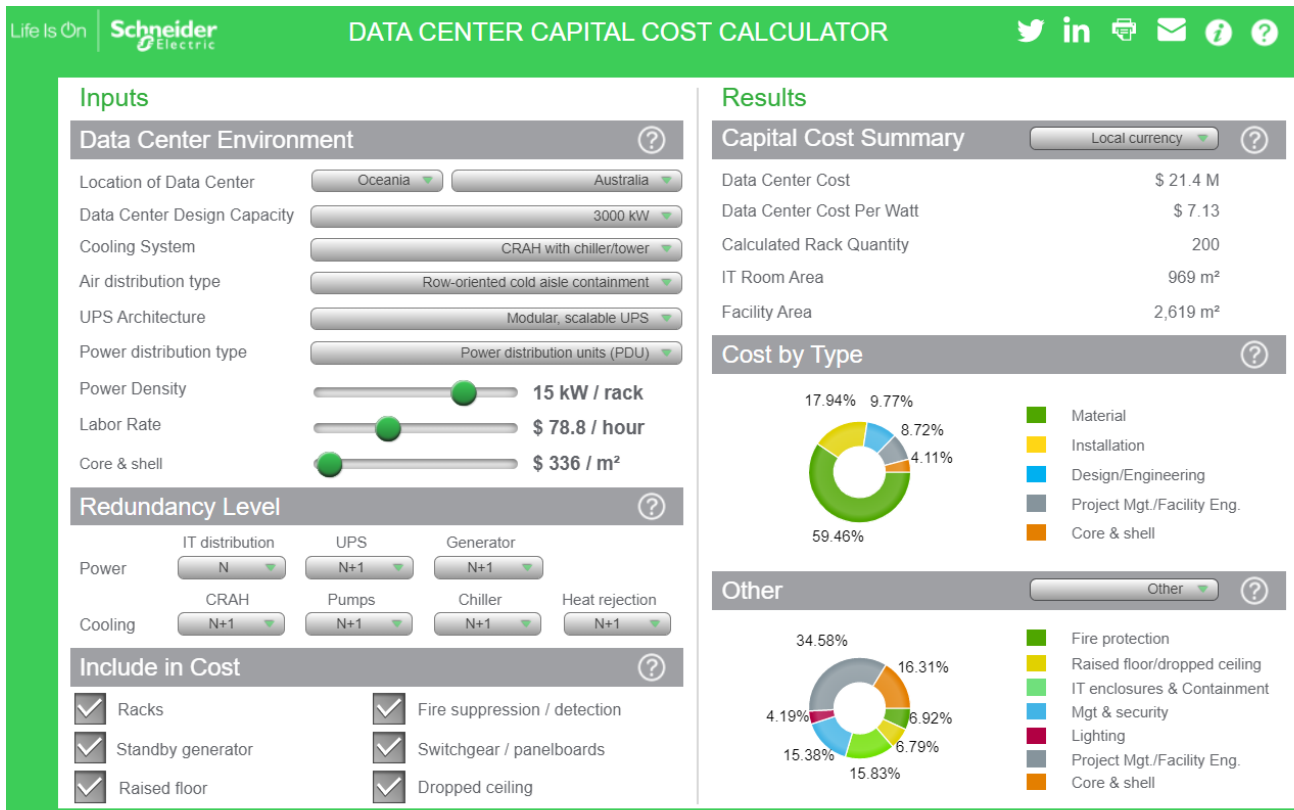 Life Is On Schneider Electric DATA CENTER CAPITAL COST CALCULATOR
Inputs
Data Center Environment ?
Location of Data Center Oceania Australia
Data Center Design Capacity 3000 kW
Cooling System CRAH with chiller/tower
Air distribution type Row-oriented cold aisle containment
UPS Architecture Modular, scalable UPS
Power distribution type Power distribution units (PDU)
Power Density 15 kW / rack
Labor Rate $ 78.8 / hour
Core & shell $ 336 / m²
Redundancy Level ?
IT distribution UPS Generator
Power N N+1 N+1
CRAH Pumps Chiller Heat rejection
Cooling N+1 N+1 N+1 N+1
Include in Cost ?
Racks Fire suppression / detection
Standby generator Switchgear / panelboards
Raised floor Dropped ceiling
Results
Capital Cost Summary Local currency ?
Data Center Cost $ 21.4 M
Data Center Cost Per Watt $ 7.13
Calculated Rack Quantity 200
IT Room Area 969 m²
Facility Area 2,619 m²
Cost by Type ?
17.94% 9.77%
8.72%
4.11%
59.46%
Material
Installation
Design/Engineering
Project Mgt./Facility Eng.
Core & shell
Other Other ?
34.58%
16.31%
4.19%
6.92%
6.79%
15.38%
15.83%
Fire protection
Raised floor/dropped ceiling
IT enclosures & Containment
Mgt & security
Lighting
Project Mgt./Facility Eng.
Core & shell